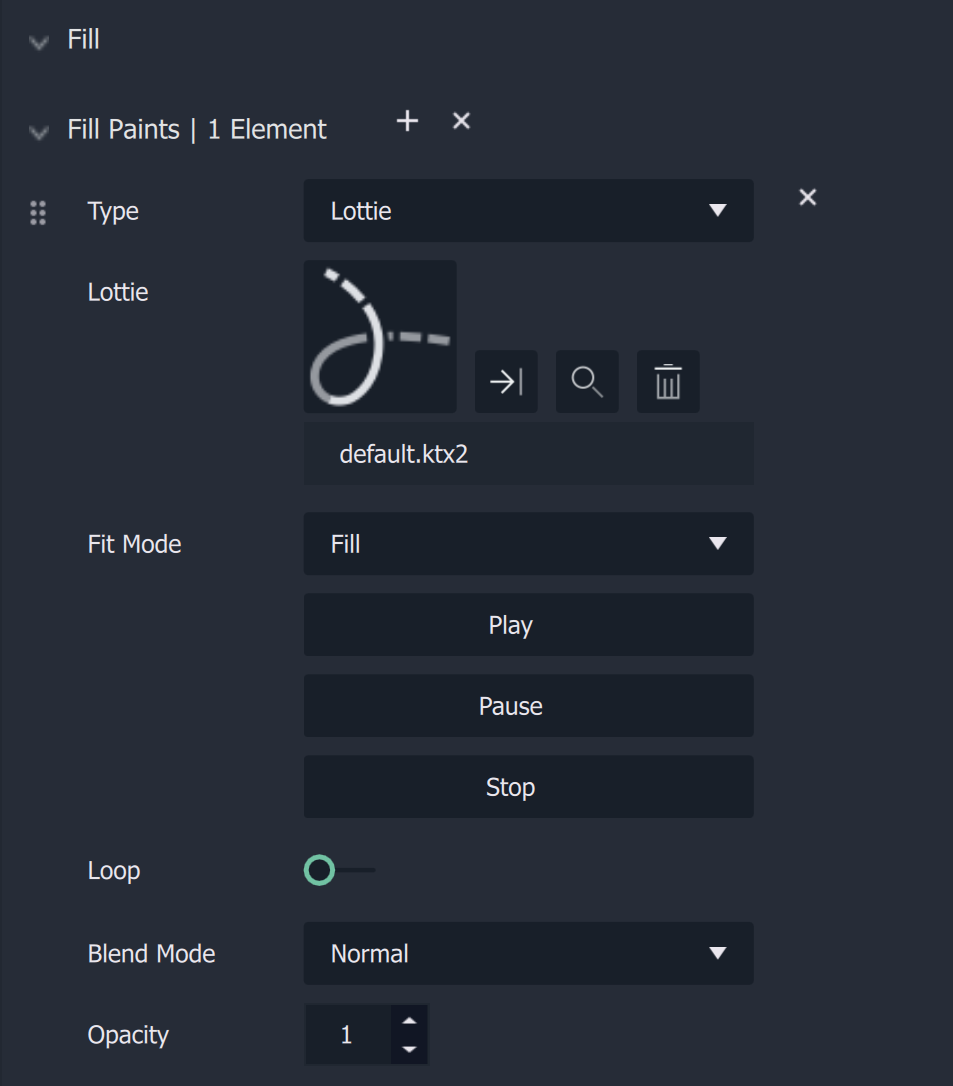 Fill
Fill Paints | 1 Element
Type
Lottie
Lottie
default.ktx2
Fit Mode
Fill
Play
Pause
Stop
Loop
Blend Mode
Normal
Opacity
1